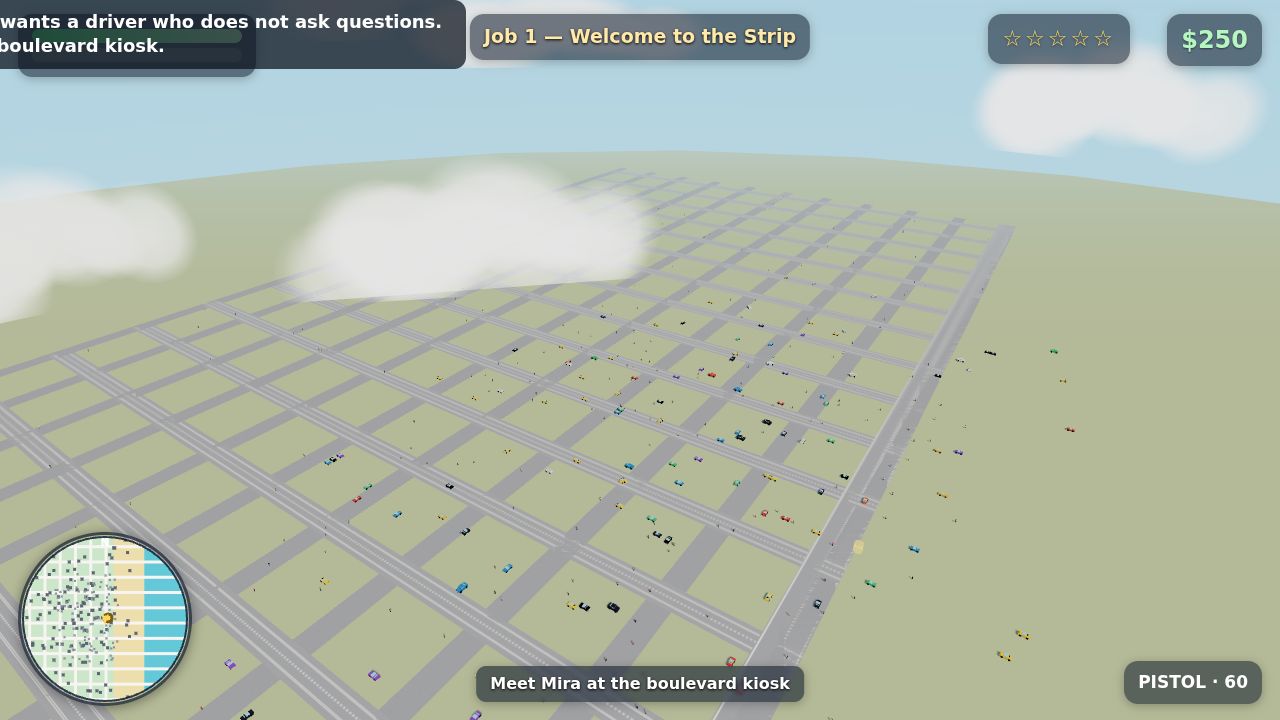 wants a driver who does not ask questions.
boulevard kiosk.
Job 1 — Welcome to the Strip
☆☆☆☆☆
$250
Meet Mira at the boulevard kiosk
PISTOL · 60